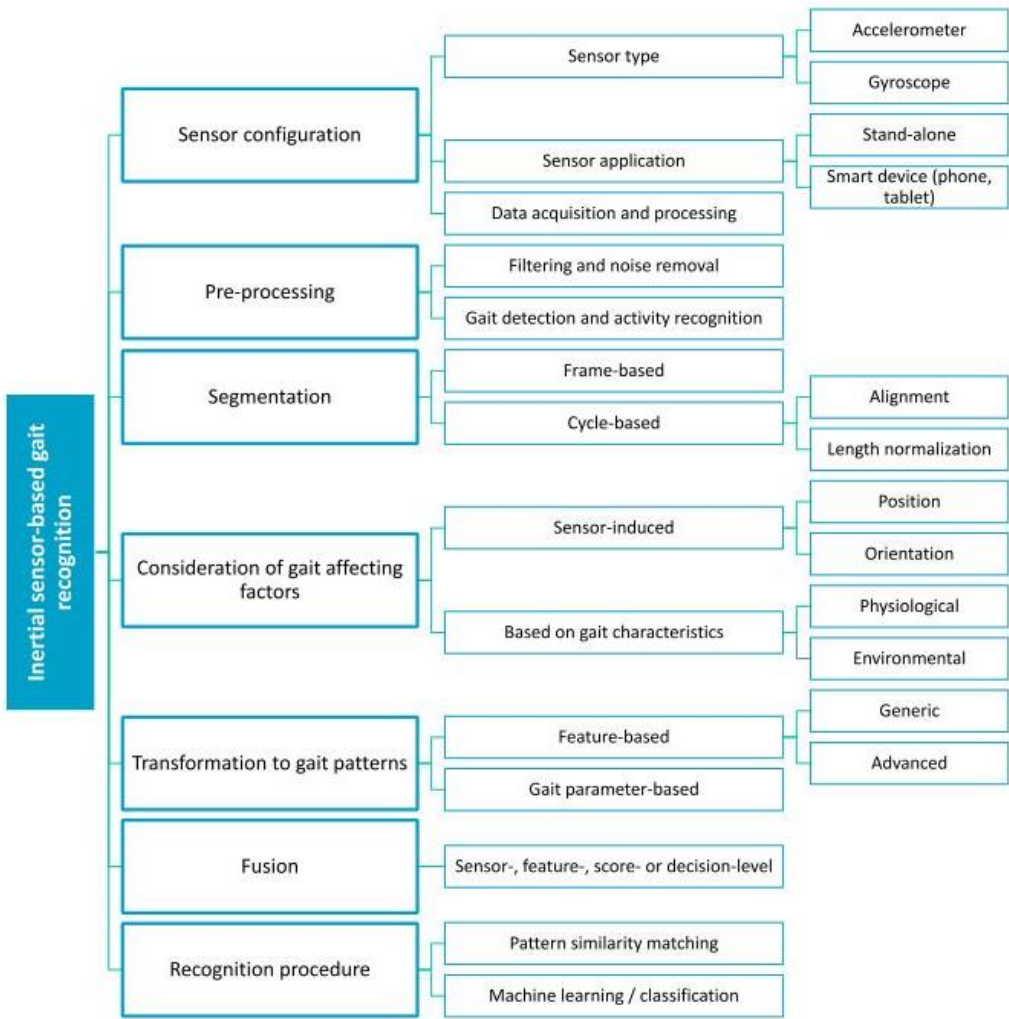 Inertial sensor-based gait
recognition
Sensor configuration
Sensor type
Accelerometer
Gyroscope
Sensor application
Stand-alone
Smart device (phone,
tablet)
Data acquisition and processing
Pre-processing
Filtering and noise removal
Gait detection and activity recognition
Segmentation
Frame-based
Cycle-based
Alignment
Length normalization
Consideration of gait affecting
factors
Sensor-induced
Position
Orientation
Based on gait characteristics
Physiological
Environmental
Transformation to gait patterns
Feature-based
Generic
Advanced
Gait parameter-based
Fusion
Sensor-, feature-, score- or decision-level
Recognition procedure
Pattern similarity matching
Machine learning / classification